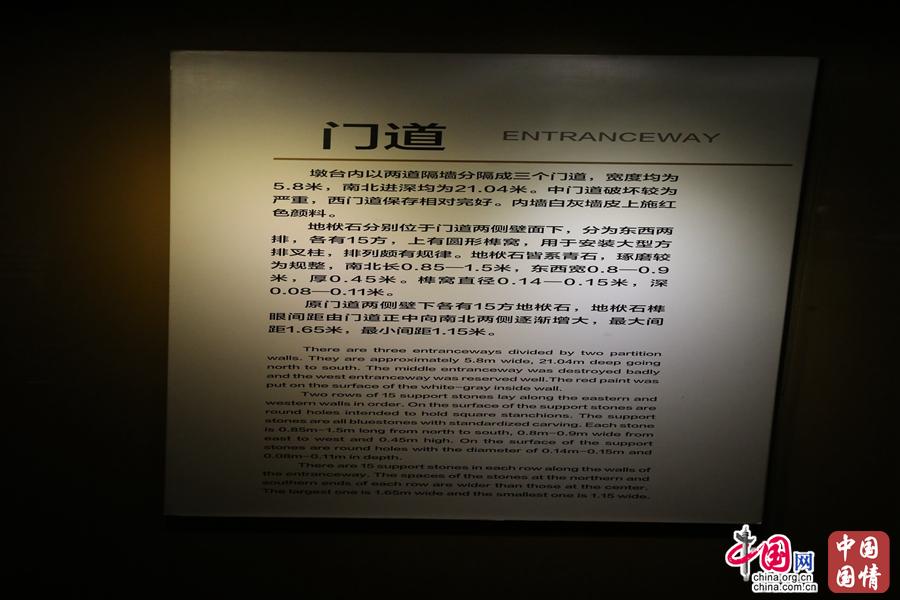 门道 ENTRANCEWAY
墩台内以两道隔墙分隔成三个门道，宽度均为
5.8米，南北进深均为21.04米。中门道破坏较为
严重，西门道保存相对完好。内墙白灰墙皮上施红
色颜料。
地栿石分别位于门道两侧壁面下，分为东西两
排，各有15方，上有圆形榫窝，用于安装大型方
排叉柱，排列颇有规律。地栿石皆系青石，琢磨较
为规整，南北长0.85—1.5米，东西宽0.8—0.9
米，厚0.45米。榫窝直径0.14—0.15米，深
0.08—0.11米。
原门道两侧壁下各有15方地栿石，地栿石榫
眼间距由门道正中向南北两侧逐渐增大，最大间
距1.65米，最小间距1.15米。
There are three entranceways divided by two partition
walls. They are approximately 5.8m wide, 21.04m deep going
north to south. The middle entranceway was destroyed badly
and the west entranceway was reserved well.The red paint was
put on the surface of the white-gray inside wall.
Two rows of 15 support stones lay along the eastern and
western walls in order. On the surface of the support stones are
round holes intended to hold square stanchions. The support
stones are all bluestones with standardized carving. Each stone
is 0.85m-1.5m long from north to south, 0.8m-0.9m wide from
east to west and 0.45m high. On the surface of the support
stones are round holes with the diameter of 0.14m-0.15m and
0.08m-0.11m in depth.
There are 15 support stones in each row along the walls of
the entranceway. The spaces of the stones at the northern and
southern ends of each row are wider than those at the center.
The largest one is 1.65m wide and the smallest one is 1.15 wide.
中国网
china.org.cn
china.com.cn
中国
国情